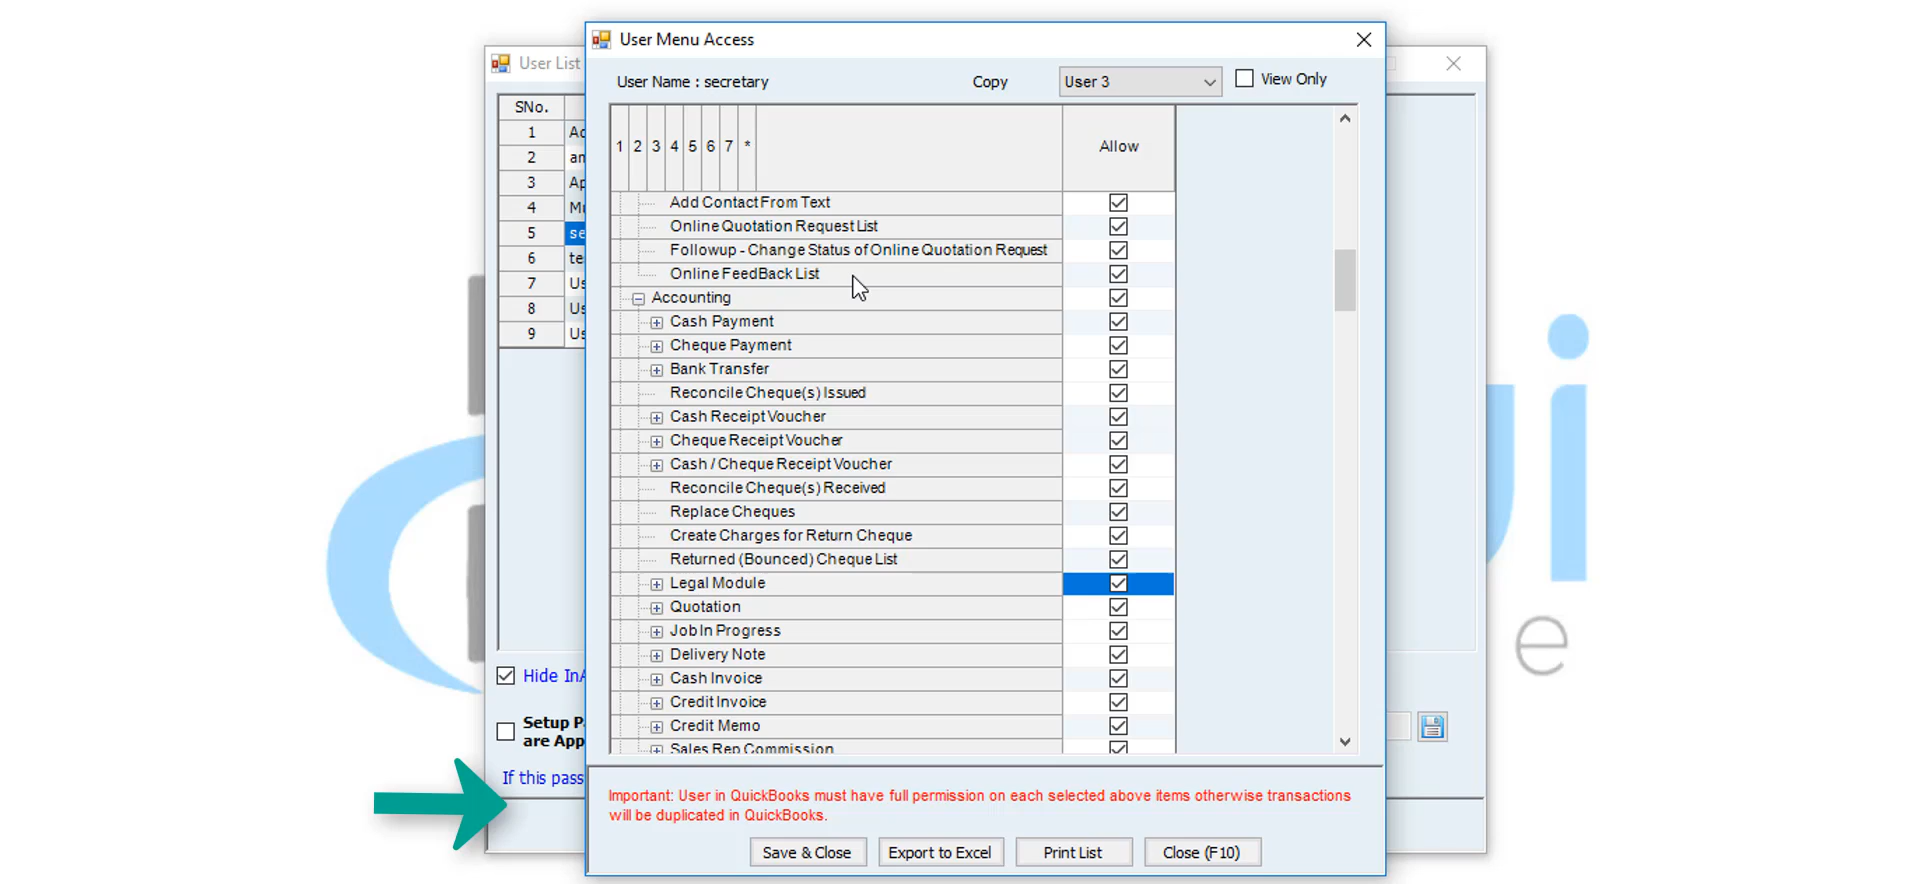 User Menu Access
User List
User Name : secretary
Copy
User 3
View Only
SNo.
1
2
3
4
5
6
7
8
9
1 2 3 4 5 6 7 *
Allow
Add Contact From Text
Online Quotation Request List
Followup - Change Status of Online Quotation Request
Online FeedBack List
Accounting
Cash Payment
Cheque Payment
Bank Transfer
Reconcile Cheque(s) Issued
Cash Receipt Voucher
Cheque Receipt Voucher
Cash / Cheque Receipt Voucher
Reconcile Cheque(s) Received
Replace Cheques
Create Charges for Return Cheque
Returned (Bounced) Cheque List
Legal Module
Quotation
Job In Progress
Delivery Note
Cash Invoice
Credit Invoice
Credit Memo
Sales Rep Commission
Hide
Setup
are
If this
Important: User in QuickBooks must have full permission on each selected above items otherwise transactions
will be duplicated in QuickBooks.
Save & Close
Export to Excel
Print List
Close (F10)